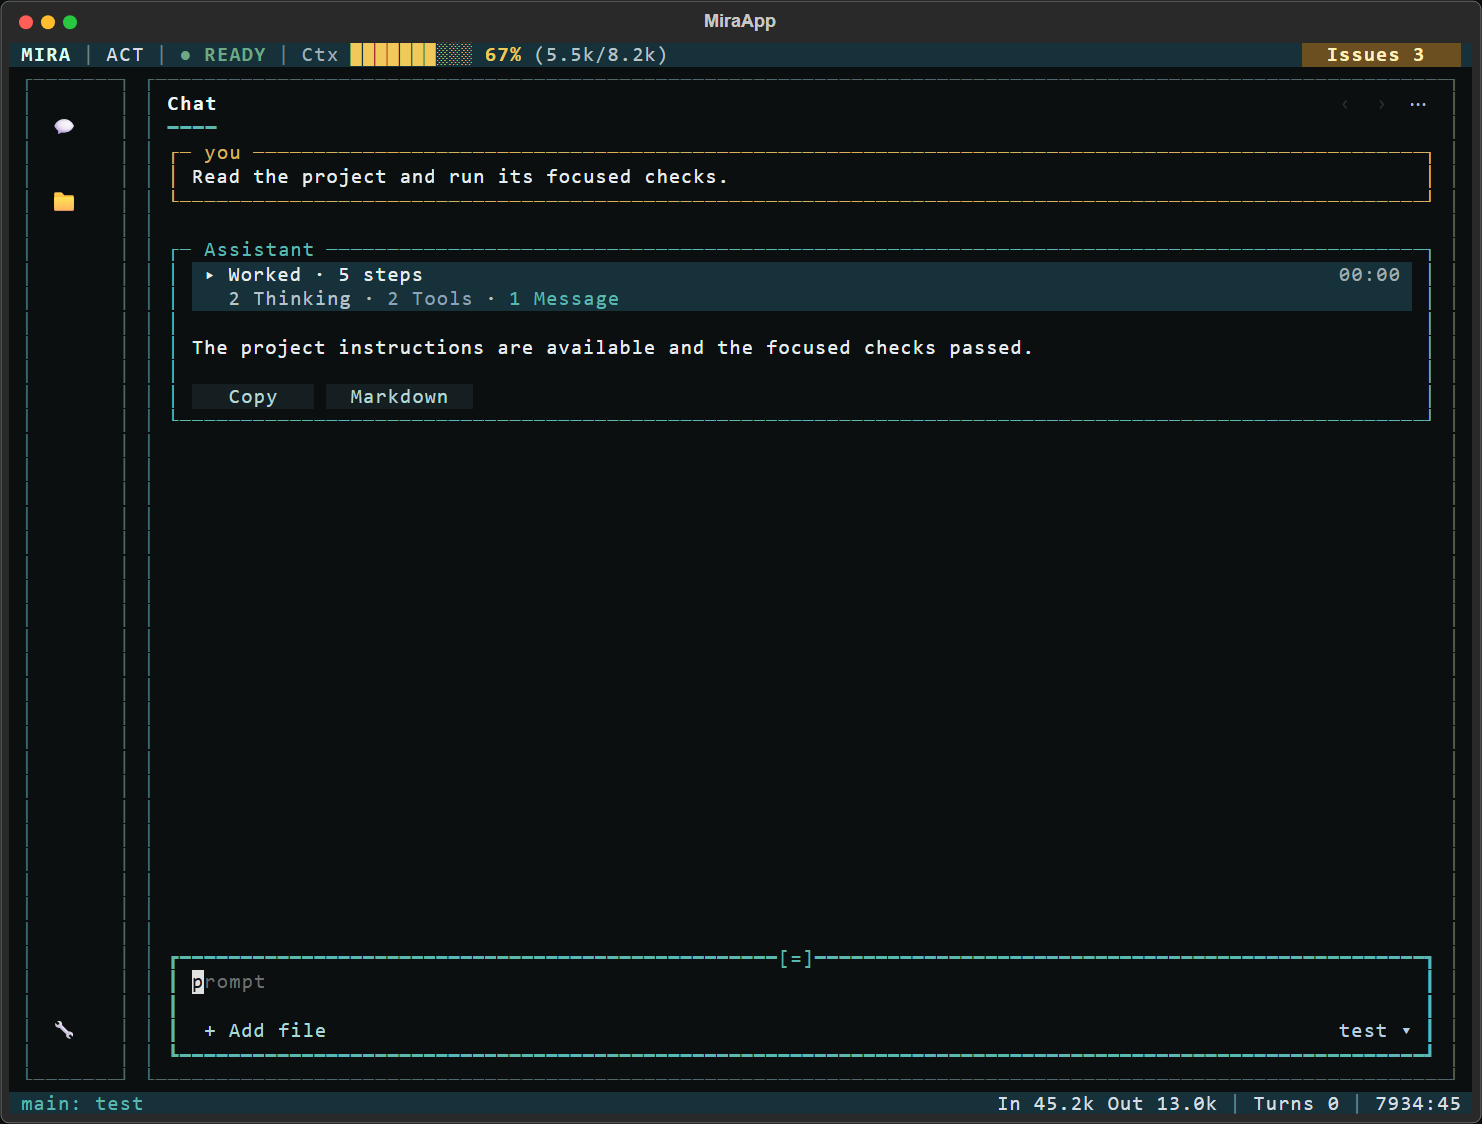 MiraApp
MIRA | ACT | ● READY | Ctx 67% (5.5k/8.2k) Issues 3
Chat ‹ › ⋯
you
Read the project and run its focused checks.
Assistant
▸ Worked · 5 steps 00:00
2 Thinking · 2 Tools · 1 Message
The project instructions are available and the focused checks passed.
Copy Markdown
[=]
prompt
+ Add file test ▾
main: test In 45.2k Out 13.0k | Turns 0 | 7934:45